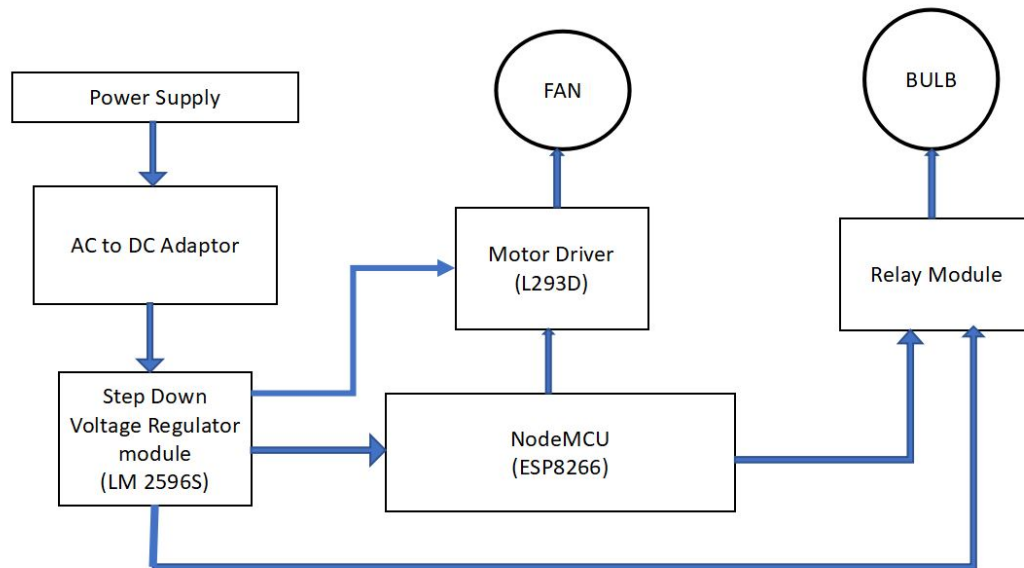 Power Supply
FAN
BULB
AC to DC Adaptor
Motor Driver
(L293D)
Relay Module
Step Down
Voltage Regulator
module
(LM 2596S)
NodeMCU
(ESP8266)